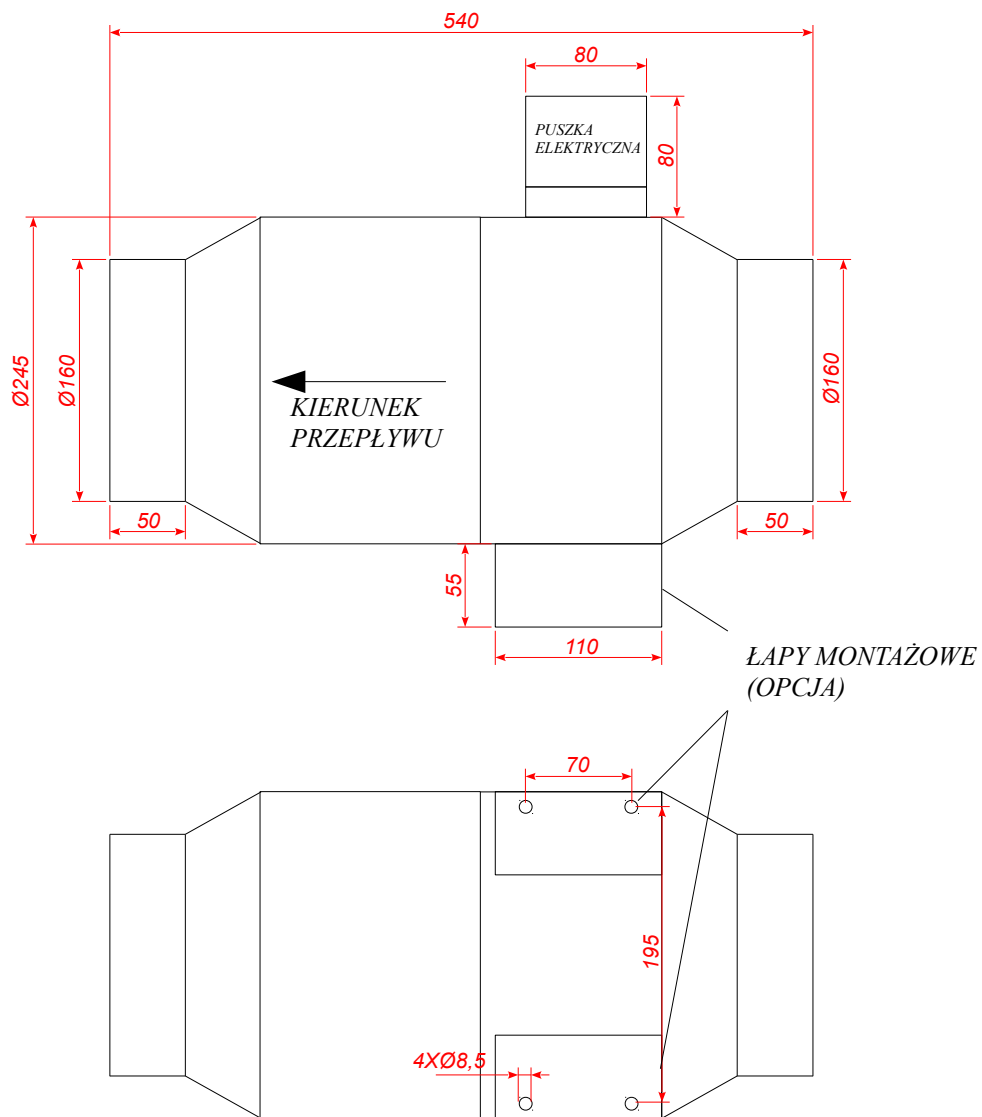 540
80
PUSZKA
ELEKTRYCZNA
80
Ø245
Ø160
Ø160
KIERUNEK
PRZEPŁYWU
50
50
55
110
ŁAPY MONTAŻOWE
(OPCJA)
70
195
4XØ8,5